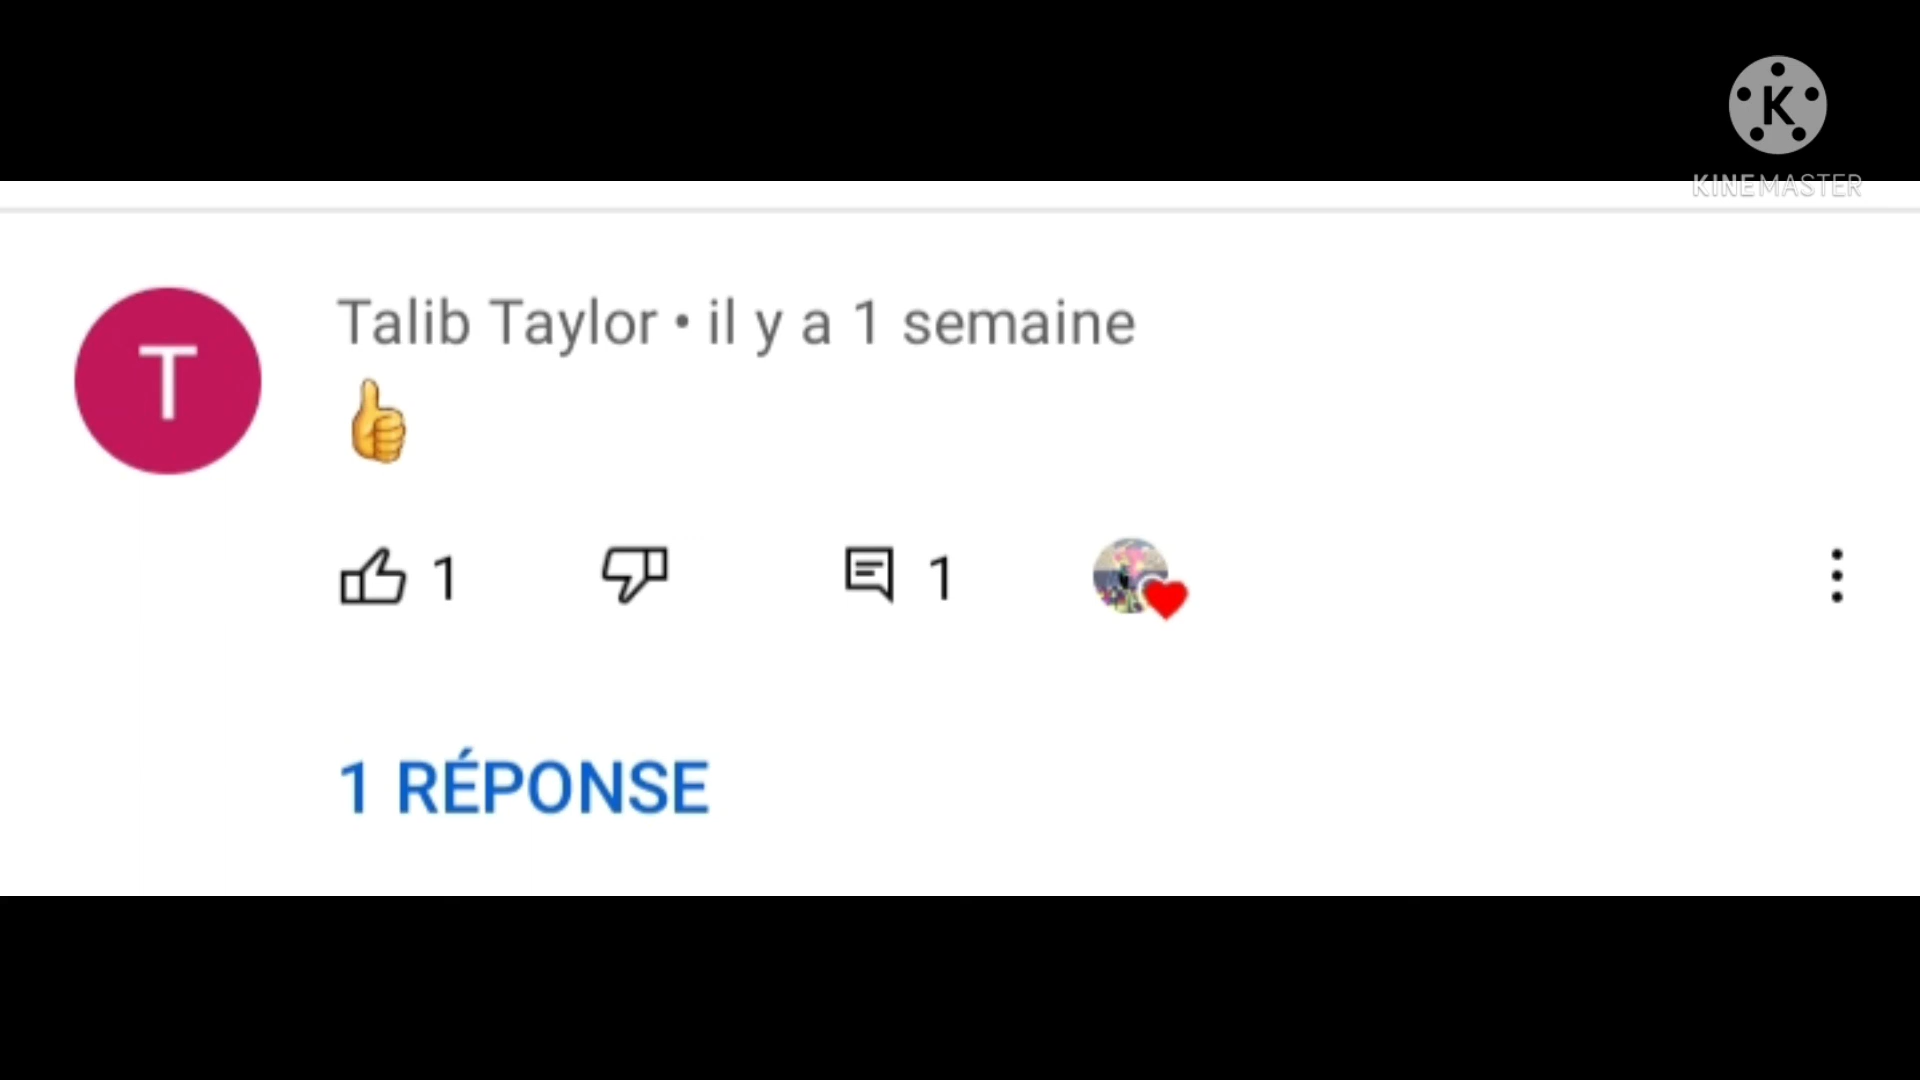 K
KINEMASTER
T
Talib Taylor • il y a 1 semaine
👍
1
1
1 RÉPONSE